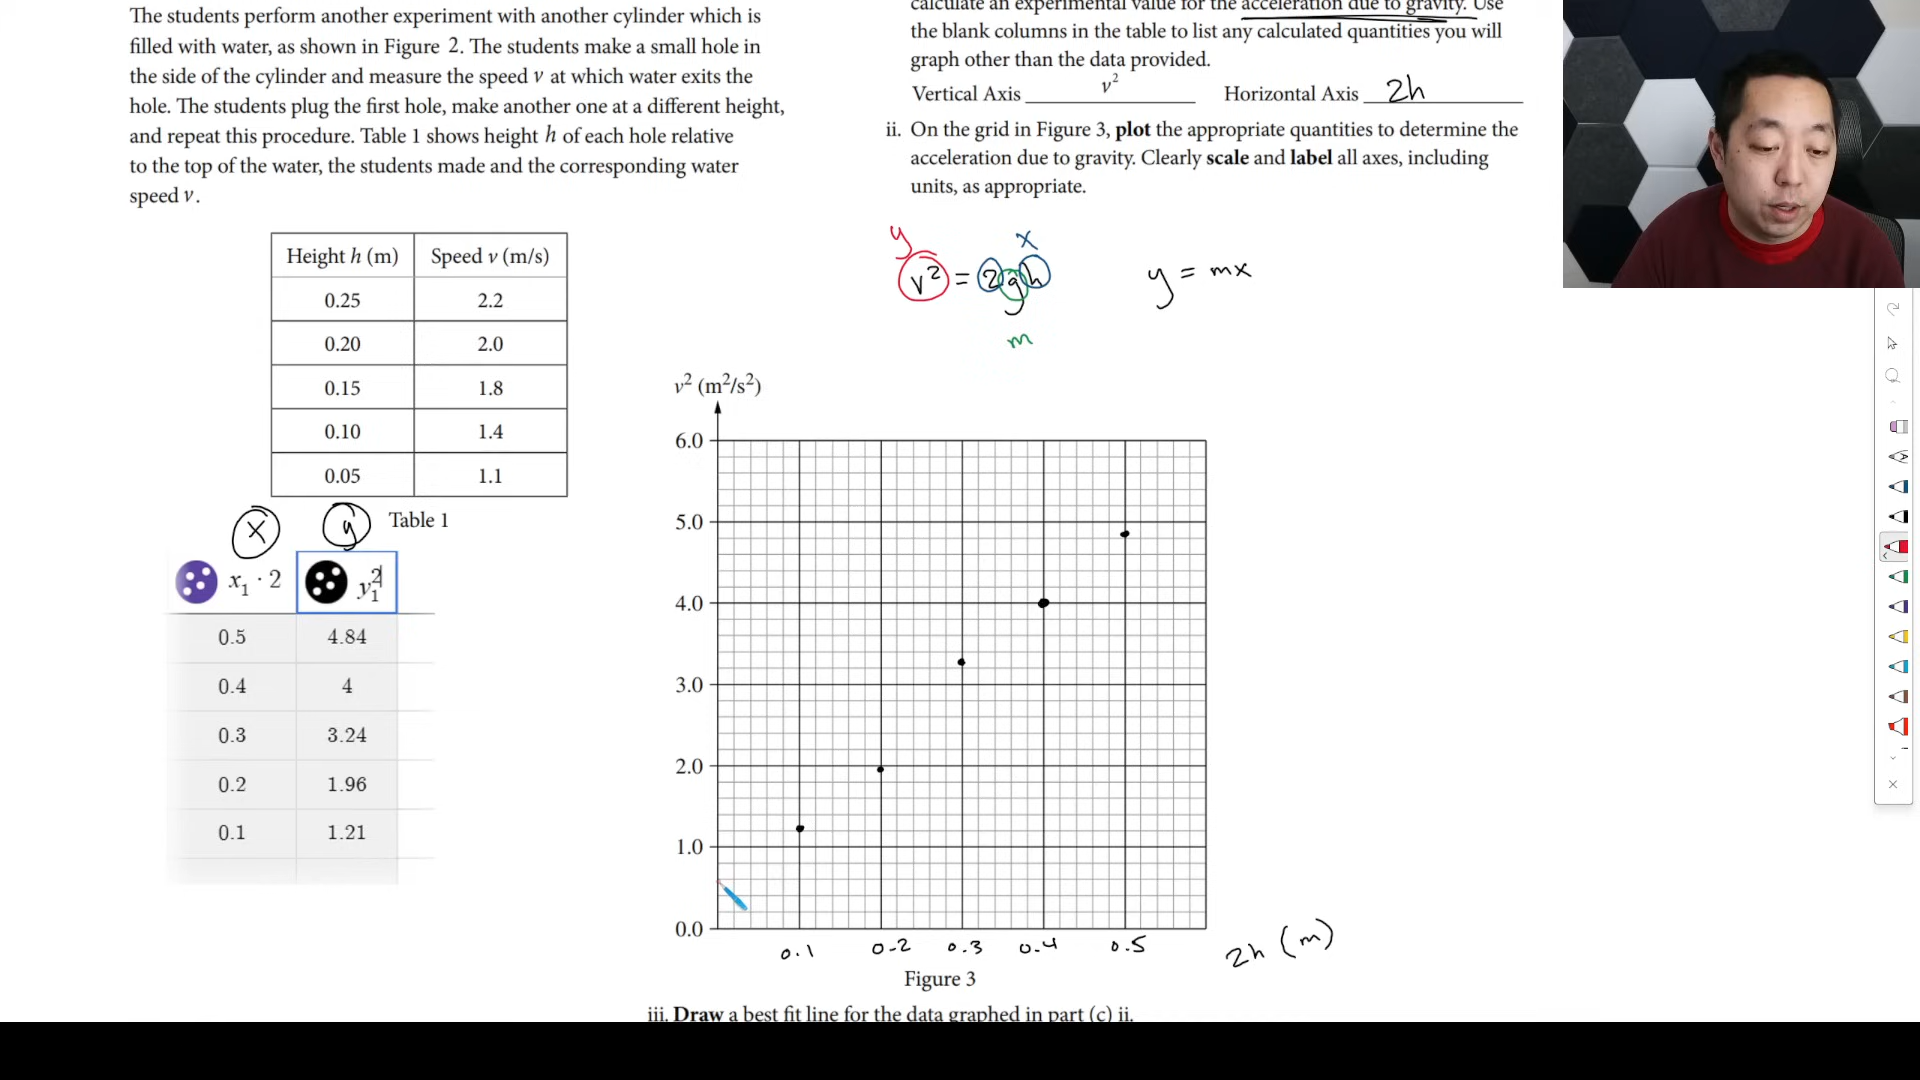 The students perform another experiment with another cylinder which is
filled with water, as shown in Figure 2. The students make a small hole in
the side of the cylinder and measure the speed v at which water exits the
hole. The students plug the first hole, make another one at a different height,
and repeat this procedure. Table 1 shows height h of each hole relative
to the top of the water, the students made and the corresponding water
speed v.
Height h (m) Speed v (m/s)
0.25 2.2
0.20 2.0
0.15 1.8
0.10 1.4
0.05 1.1
Table 1
x y
x₁ · 2 v₁²
0.5 4.84
0.4 4
0.3 3.24
0.2 1.96
0.1 1.21
calculate an experimental value for the acceleration due to gravity. Use
the blank columns in the table to list any calculated quantities you will
graph other than the data provided.
Vertical Axis v² Horizontal Axis 2h
ii. On the grid in Figure 3, plot the appropriate quantities to determine the
acceleration due to gravity. Clearly scale and label all axes, including
units, as appropriate.
y x
v² = 2gh y = mx
m
v² (m²/s²)
6.0
5.0
4.0
3.0
2.0
1.0
0.0
0.1 0.2 0.3 0.4 0.5 2h (m)
Figure 3
iii. Draw a best fit line for the data graphed in part (c) ii.